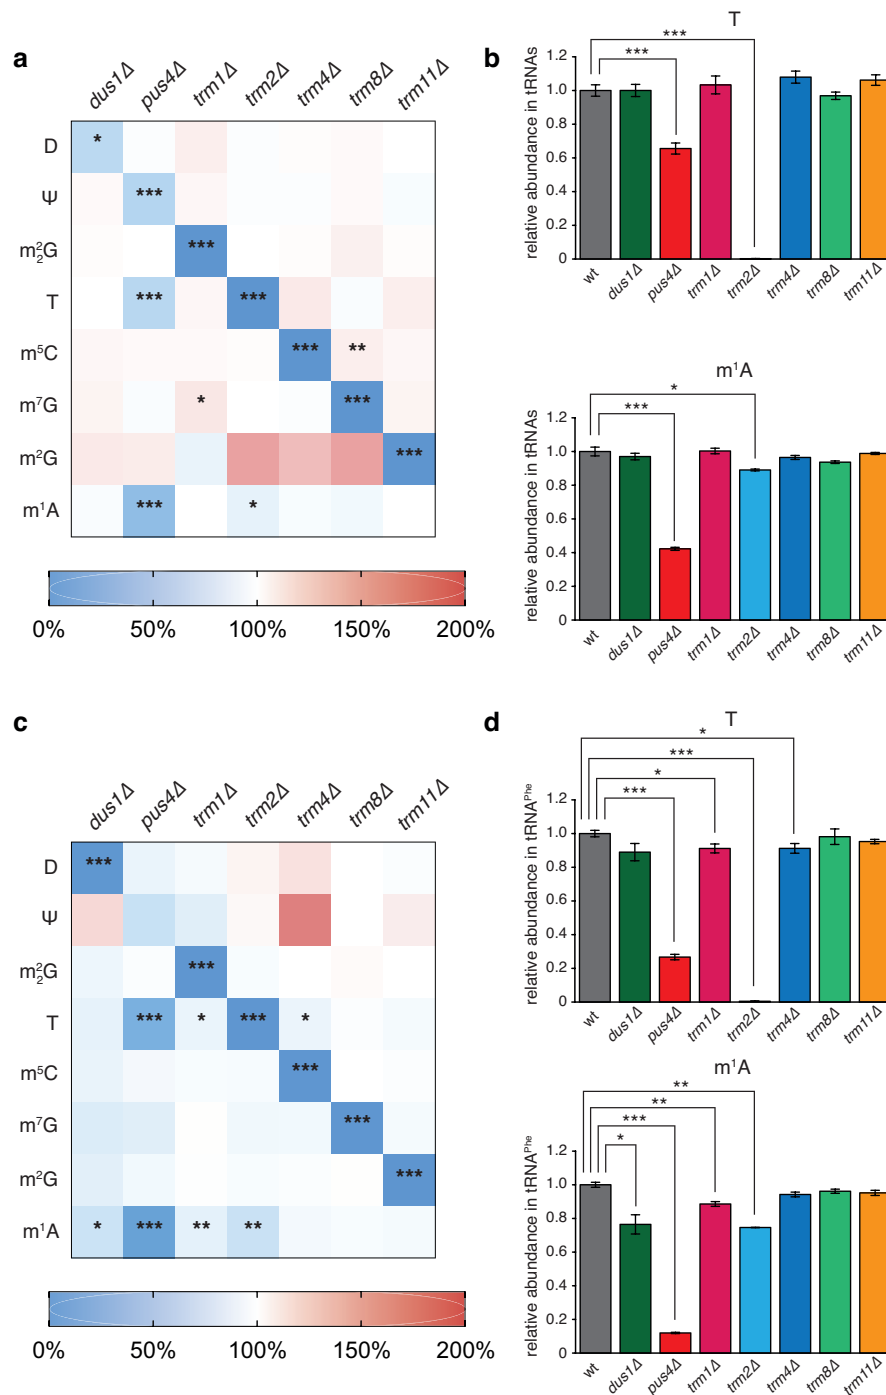 a
dus1Δ pus4Δ trm1Δ trm2Δ trm4Δ trm8Δ trm11Δ
D *
Ψ ***
m²₂G ***
T *** ***
m⁵C *** **
m⁷G * ***
m²G ***
m¹A *** *
0% 50% 100% 150% 200%
b
T
***
***
relative abundance in tRNAs
1.2
1.0
0.8
0.6
0.4
0.2
0
wt dus1Δ pus4Δ trm1Δ trm2Δ trm4Δ trm8Δ trm11Δ
m¹A
*
***
relative abundance in tRNAs
1.2
1.0
0.8
0.6
0.4
0.2
0
wt dus1Δ pus4Δ trm1Δ trm2Δ trm4Δ trm8Δ trm11Δ
c
dus1Δ pus4Δ trm1Δ trm2Δ trm4Δ trm8Δ trm11Δ
D ***
Ψ
m²₂G ***
T *** * *** *
m⁵C ***
m⁷G ***
m²G ***
m¹A * *** ** **
0% 50% 100% 150% 200%
d
T
*
***
*
***
relative abundance in tRNAᴾʰᵉ
1.2
1.0
0.8
0.6
0.4
0.2
0
wt dus1Δ pus4Δ trm1Δ trm2Δ trm4Δ trm8Δ trm11Δ
m¹A
**
**
***
*
relative abundance in tRNAᴾʰᵉ
1.2
1.0
0.8
0.6
0.4
0.2
0
wt dus1Δ pus4Δ trm1Δ trm2Δ trm4Δ trm8Δ trm11Δ